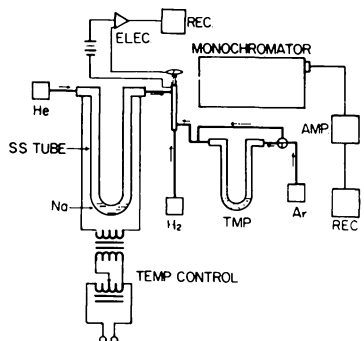 REC.
ELEC.
MONOCHROMATOR
He
SS TUBE
AMP.
Na
H2
TMP
Ar
REC
TEMP CONTROL